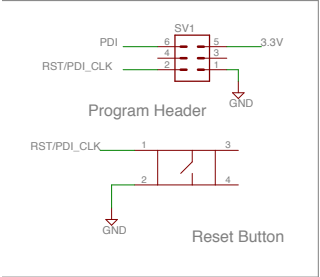 SV1
PDI 6 5 3.3V
4 3
RST/PDI_CLK 2 1
GND
Program Header
RST/PDI_CLK 1 3
2 4
GND
Reset Button